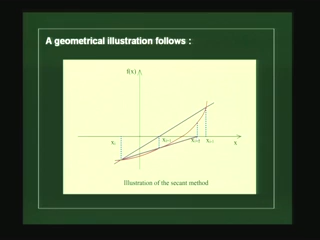 A geometrical illustration follows :
f(x)
x
Illustration of the secant method